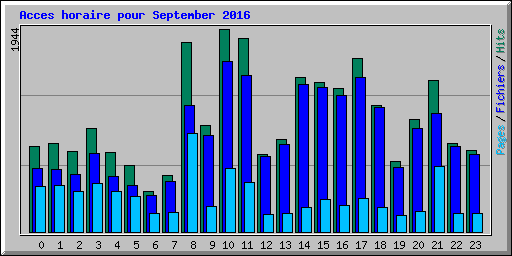 Acces horaire pour September 2016
1944
Pages / Fichiers / Hits
0 1 2 3 4 5 6 7 8 9 10 11 12 13 14 15 16 17 18 19 20 21 22 23